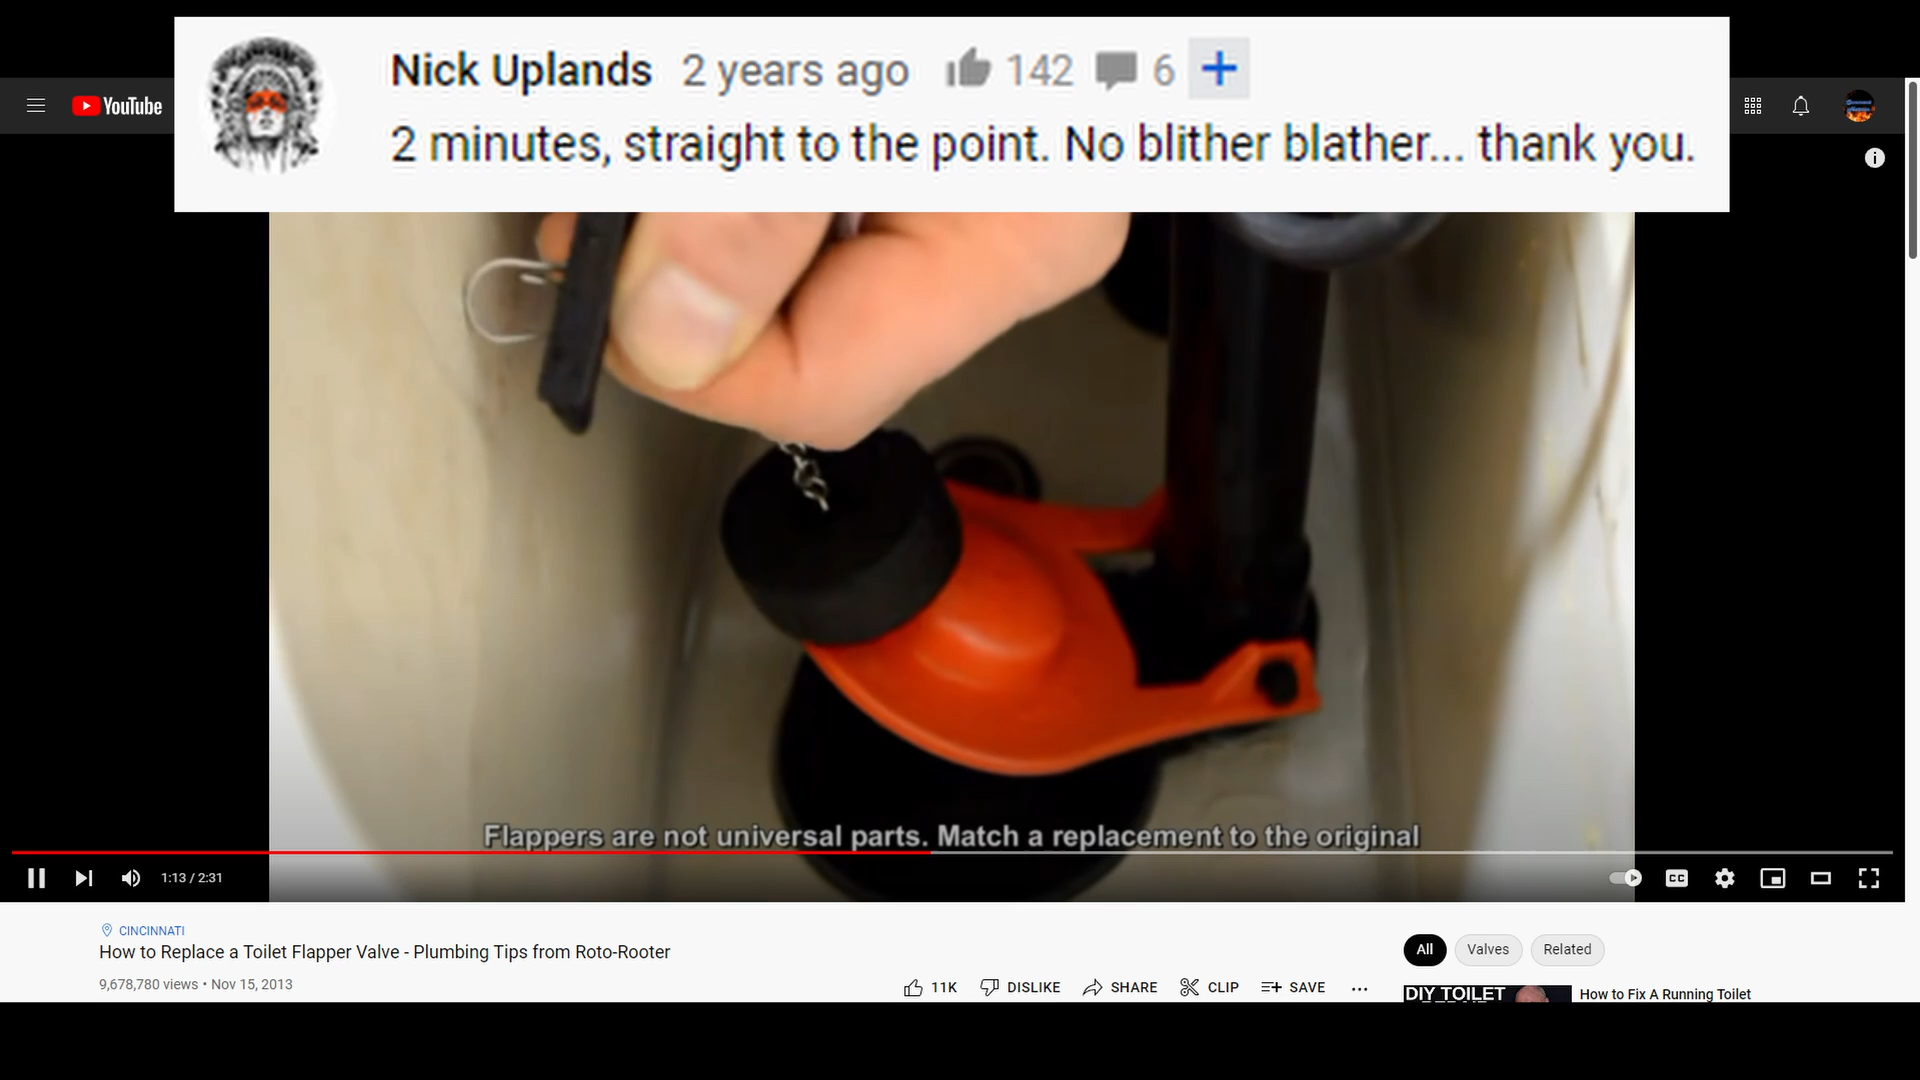 Nick Uplands 2 years ago 142 6 +
2 minutes, straight to the point. No blither blather... thank you.
YouTube
Flappers are not universal parts. Match a replacement to the original
1:13 / 2:31
CC
CINCINNATI
How to Replace a Toilet Flapper Valve - Plumbing Tips from Roto-Rooter
9,678,780 views • Nov 15, 2013
11K DISLIKE SHARE CLIP SAVE ...
All Valves Related
DIY TOILET
How to Fix A Running Toilet